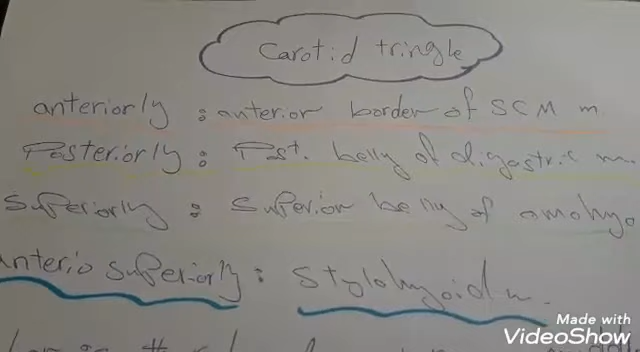 Carotid tringle
anteriorly : anterior border of SCM m.
Posteriorly : Post. belly of digastric m.
Superiorly : Superior belly of omohyo
anterio superiorly : stylohyoid m.
Made with
VideoShow